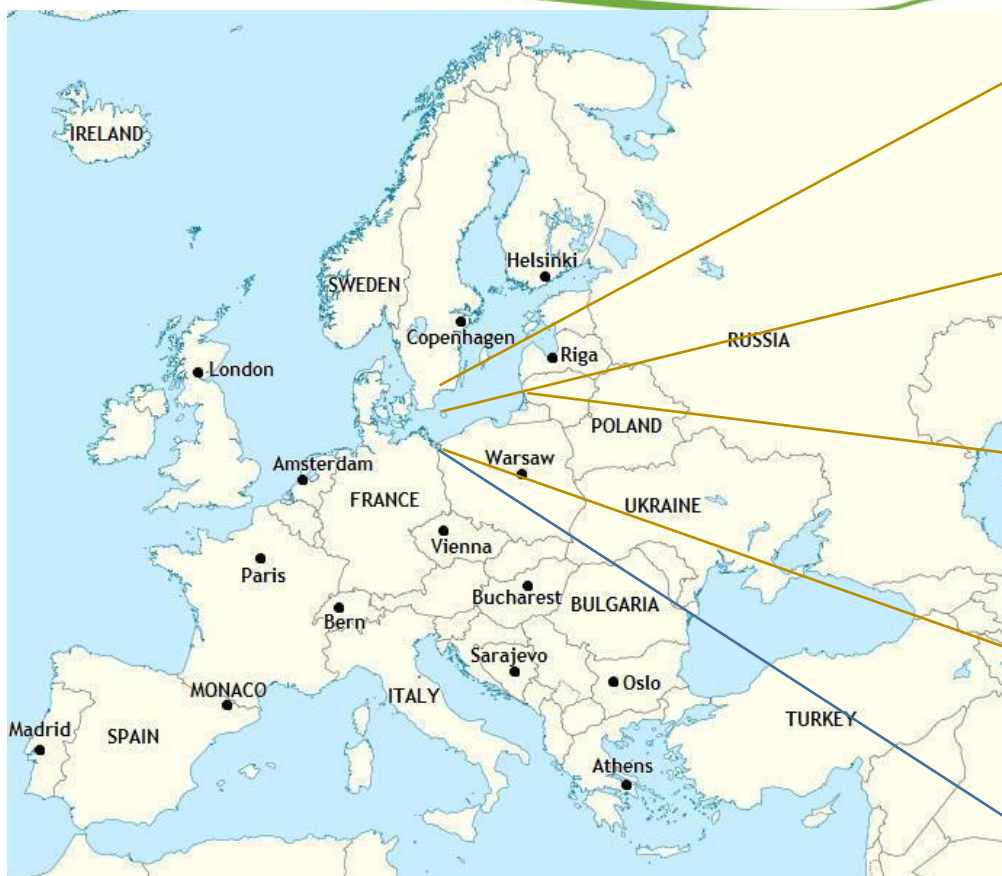 IRELAND
Helsinki
SWEDEN
Copenhagen
RUSSIA
Riga
London
POLAND
Warsaw
Amsterdam
FRANCE
UKRAINE
Vienna
Paris
Bucharest
BULGARIA
Bern
Sarajevo
Oslo
MONACO
ITALY
TURKEY
Madrid
SPAIN
Athens